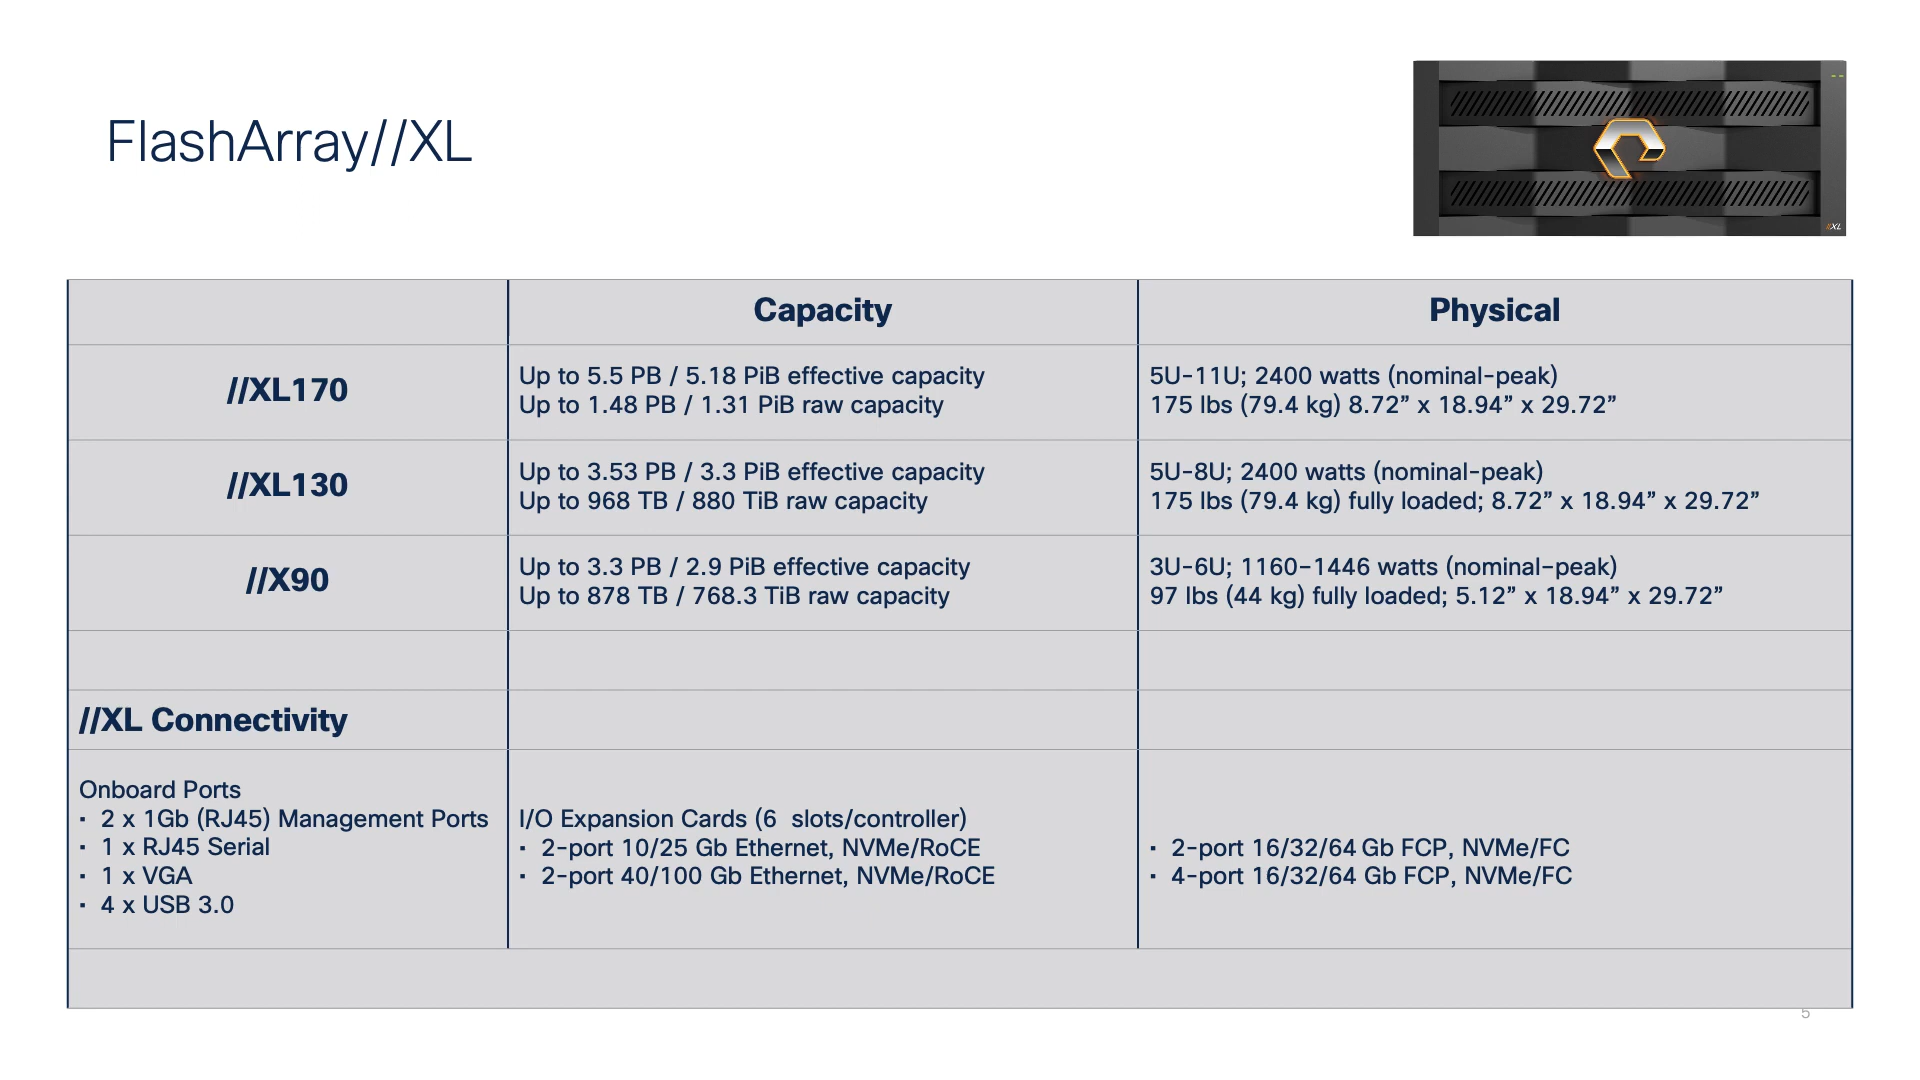 FlashArray//XL
//XL
Capacity
Physical
//XL170
Up to 5.5 PB / 5.18 PiB effective capacity
Up to 1.48 PB / 1.31 PiB raw capacity
5U-11U; 2400 watts (nominal-peak)
175 lbs (79.4 kg) 8.72” x 18.94” x 29.72”
//XL130
Up to 3.53 PB / 3.3 PiB effective capacity
Up to 968 TB / 880 TiB raw capacity
5U-8U; 2400 watts (nominal-peak)
175 lbs (79.4 kg) fully loaded; 8.72” x 18.94” x 29.72”
//X90
Up to 3.3 PB / 2.9 PiB effective capacity
Up to 878 TB / 768.3 TiB raw capacity
3U-6U; 1160-1446 watts (nominal-peak)
97 lbs (44 kg) fully loaded; 5.12” x 18.94” x 29.72”
//XL Connectivity
Onboard Ports
▪ 2 x 1Gb (RJ45) Management Ports
▪ 1 x RJ45 Serial
▪ 1 x VGA
▪ 4 x USB 3.0
I/O Expansion Cards (6  slots/controller)
▪ 2-port 10/25 Gb Ethernet, NVMe/RoCE
▪ 2-port 40/100 Gb Ethernet, NVMe/RoCE
▪ 2-port 16/32/64 Gb FCP, NVMe/FC
▪ 4-port 16/32/64 Gb FCP, NVMe/FC
5